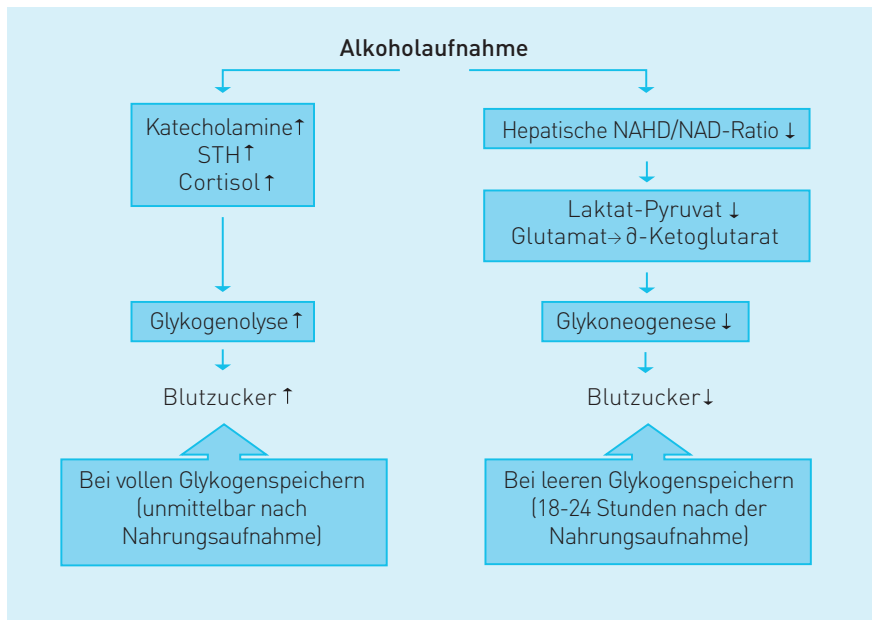 Alkoholaufnahme
Katecholamine↑
STH↑
Cortisol↑
Glykogenolyse↑
Blutzucker↑
Bei vollen Glykogenspeichern
(unmittelbar nach
Nahrungsaufnahme)
Hepatische NAHD/NAD-Ratio↓
Laktat-Pyruvat↓
Glutamat→∂-Ketoglutarat
Glykoneogenese↓
Blutzucker↓
Bei leeren Glykogenspeichern
(18-24 Stunden nach der
Nahrungsaufnahme)